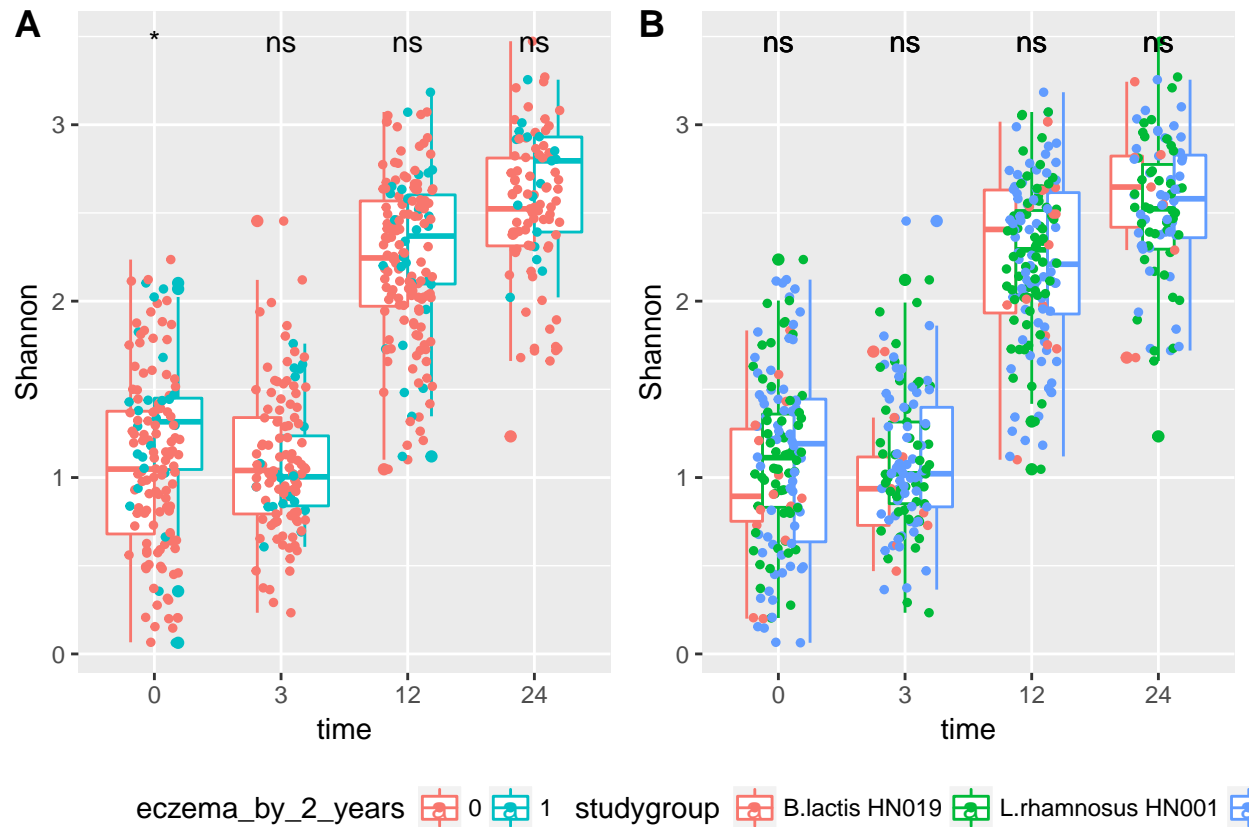 A
* ns ns ns
Shannon
3
2
1
0
0 3 12 24
time
B
ns ns ns ns
Shannon
3
2
1
0
0 3 12 24
time
eczema_by_2_years 0 1 studygroup B.lactis HN019 L.rhamnosus HN001